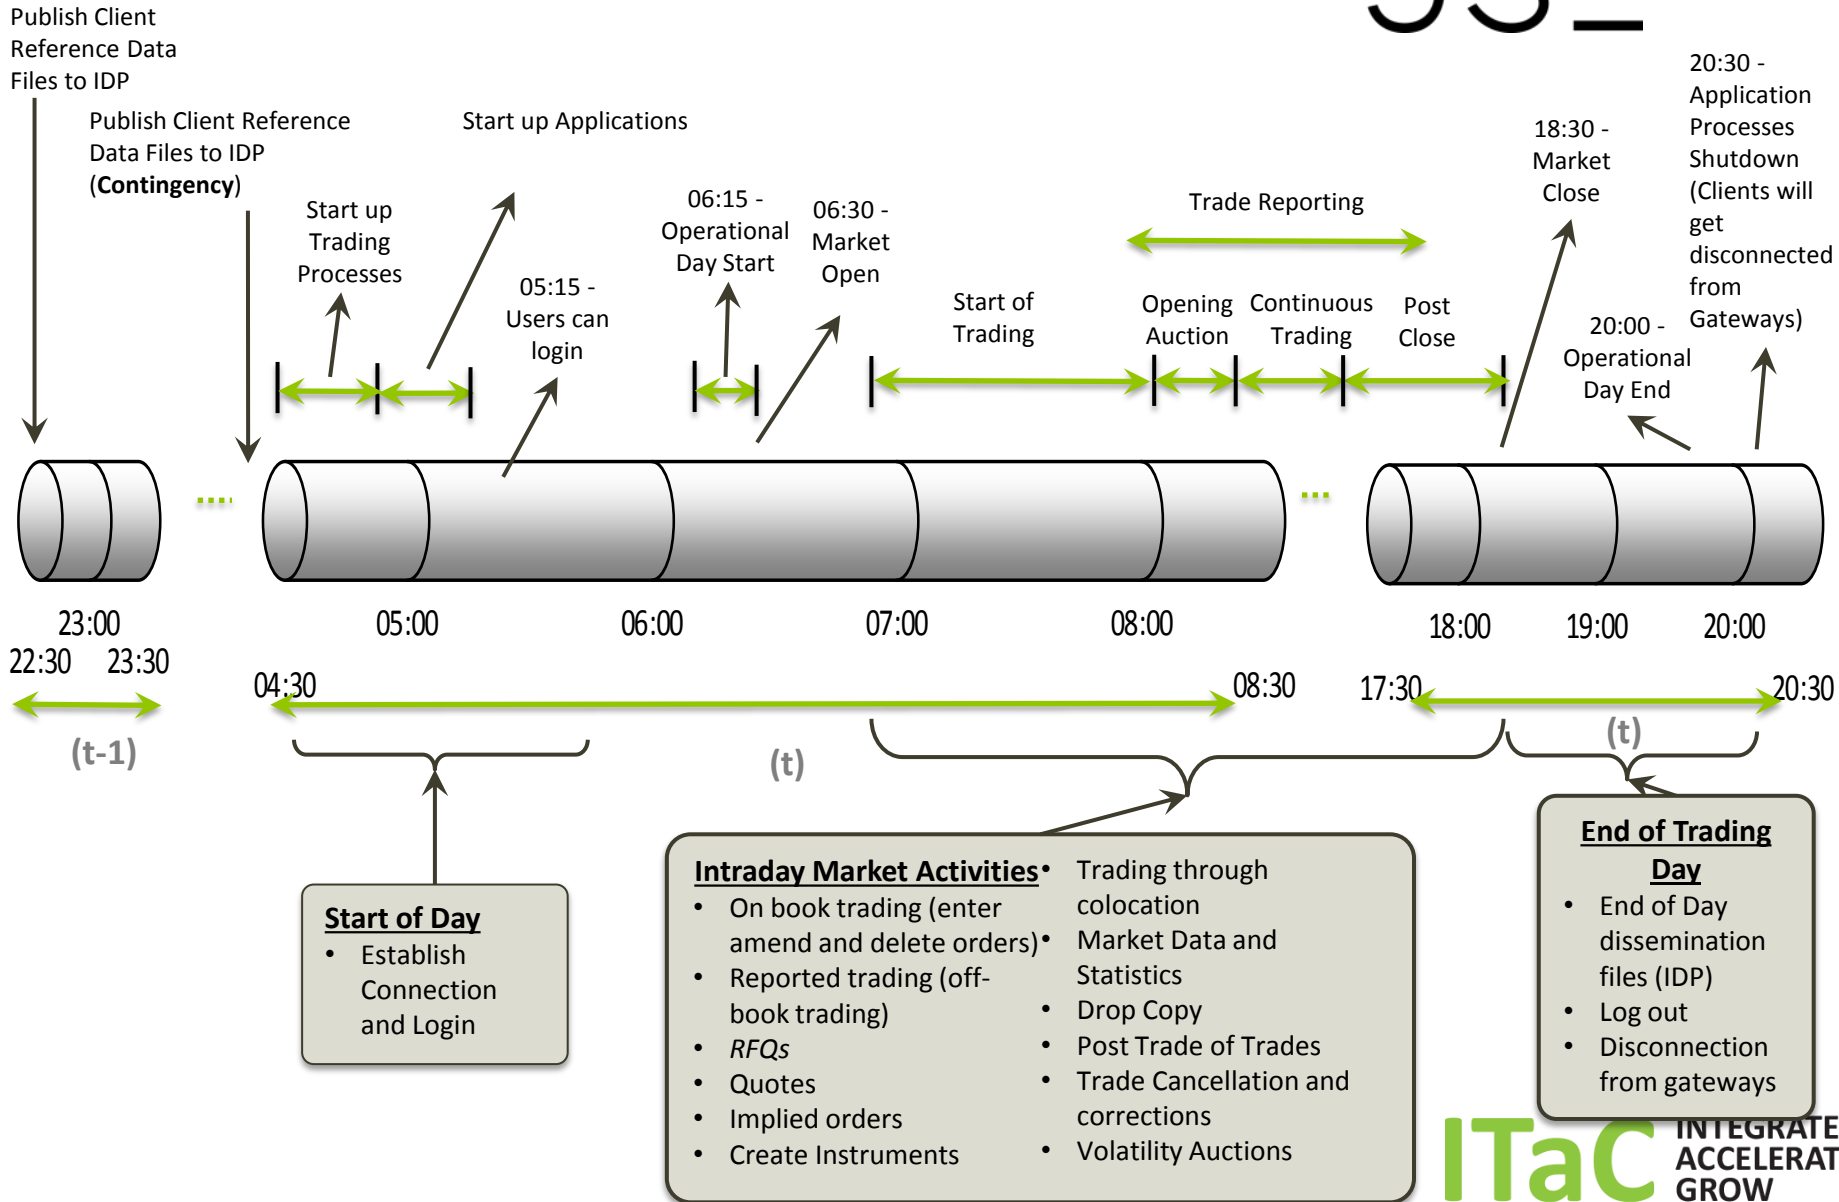 Publish Client
Reference Data
Files to IDP
Publish Client Reference
Data Files to IDP
(Contingency)
Start up
Trading
Processes
Start up Applications
05:15 -
Users can
login
06:15 -
Operational
Day Start
06:30 -
Market
Open
Start of
Trading
Trade Reporting
Opening
Auction
Continuous
Trading
Post
Close
18:30 -
Market
Close
20:00 -
Operational
Day End
20:30 -
Application
Processes
Shutdown
(Clients will
get
disconnected
from
Gateways)
23:00
22:30 23:30
(t-1)
05:00 06:00 07:00 08:00
04:30 08:30
(t)
18:00 19:00 20:00
17:30 20:30
(t)
Start of Day
• Establish
Connection
and Login
Intraday Market Activities
• On book trading (enter
amend and delete orders)
• Reported trading (off-
book trading)
• RFQs
• Quotes
• Implied orders
• Create Instruments
• Trading through
colocation
• Market Data and
Statistics
• Drop Copy
• Post Trade of Trades
• Trade Cancellation and
corrections
• Volatility Auctions
End of Trading
Day
• End of Day
dissemination
files (IDP)
• Log out
• Disconnection
from gateways
ITaC
INTEGRATE
ACCELERAT
GROW